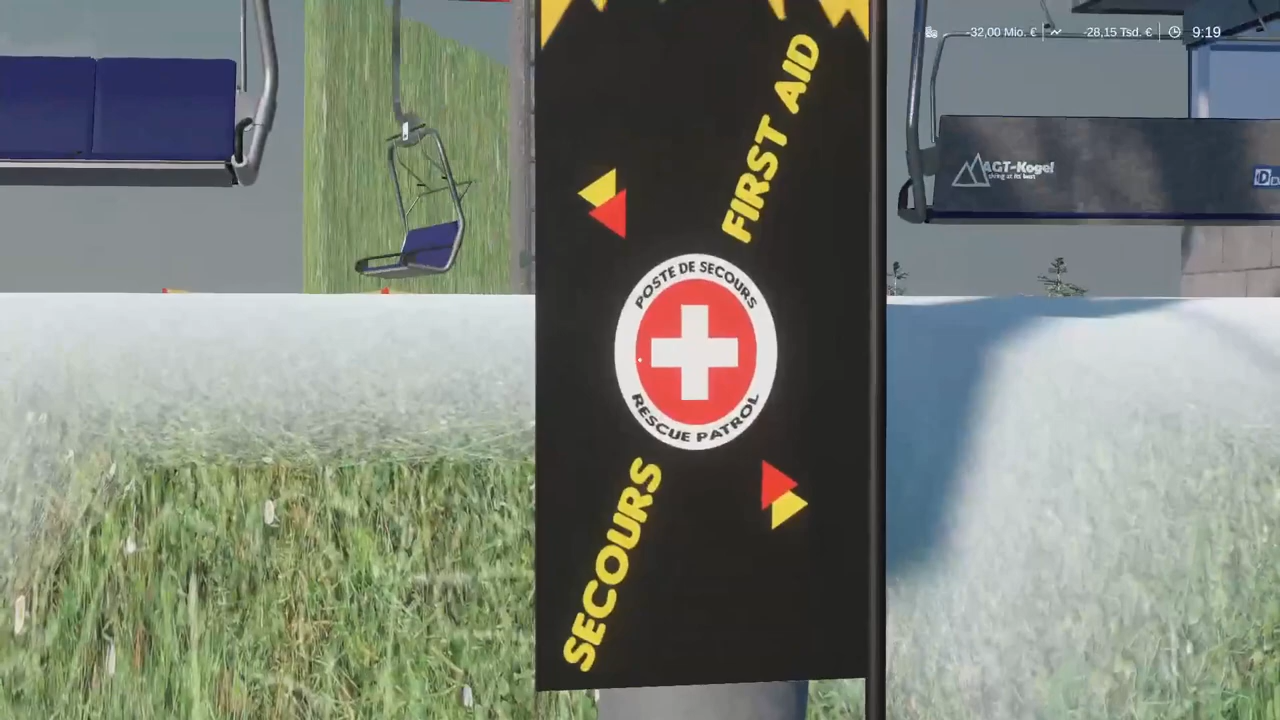 -32,00 Mio. €
-28,15 Tsd. €
9:19
FIRST AID
POSTE DE SECOURS
RESCUE PATROL
SECOURS
AGT-Kogel